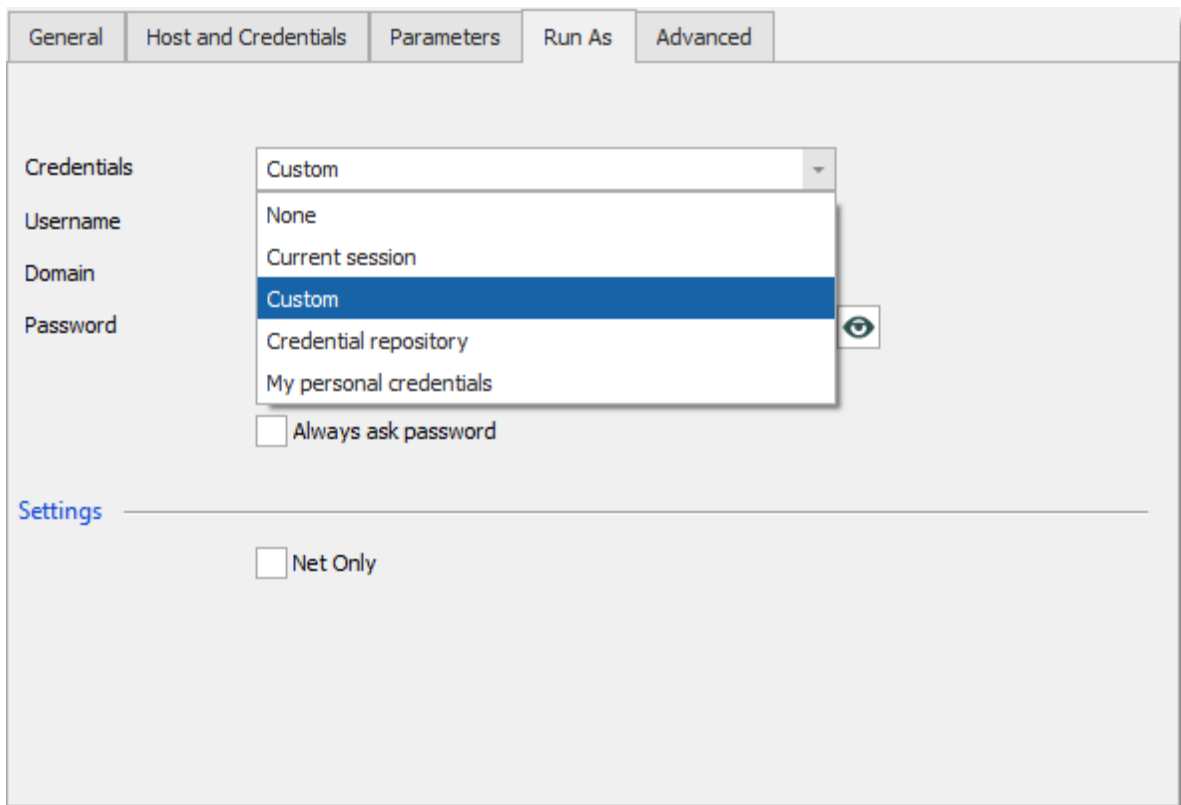 General Host and Credentials Parameters Run As Advanced
Credentials Custom
Username None
Current session
Domain
Custom
Password
Credential repository
My personal credentials
Always ask password
Settings
Net Only